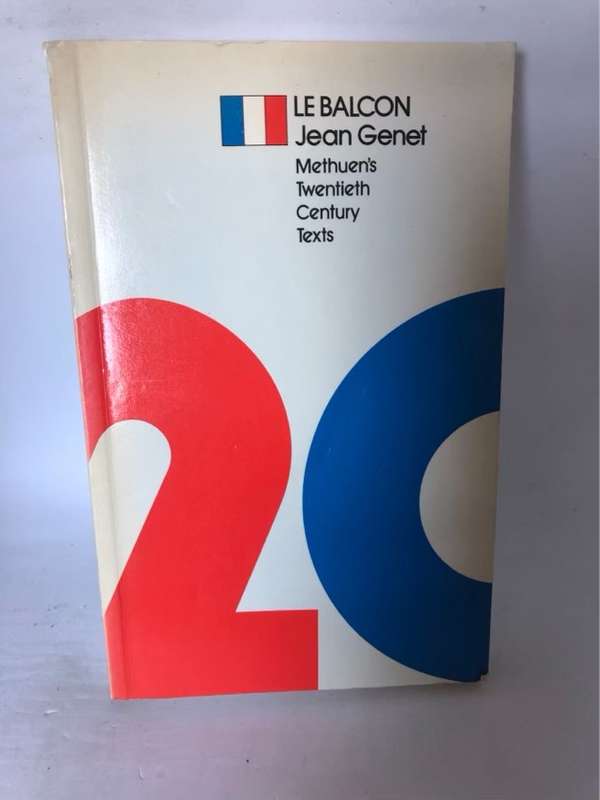 LE BALCON
Jean Genet
Methuen's
Twentieth
Century
Texts
20